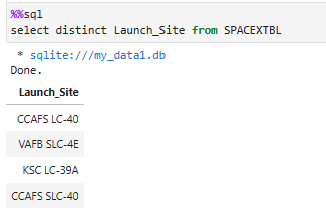 %%sql
select distinct Launch_Site from SPACEXTBL
* sqlite:///my_data1.db
Done.
Launch_Site
CCAFS LC-40
VAFB SLC-4E
KSC LC-39A
CCAFS SLC-40